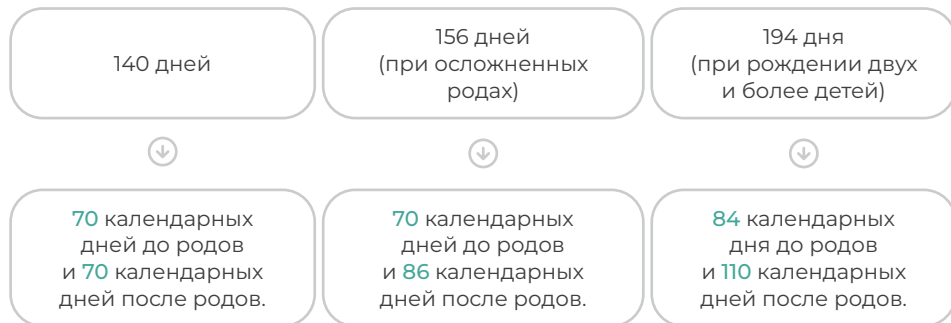 140 дней
156 дней
(при осложненных
родах)
194 дня
(при рождении двух
и более детей)
70 календарных
дней до родов
и 70 календарных
дней после родов.
70 календарных
дней до родов
и 86 календарных
дней после родов.
84 календарных
дня до родов
и 110 календарных
дней после родов.